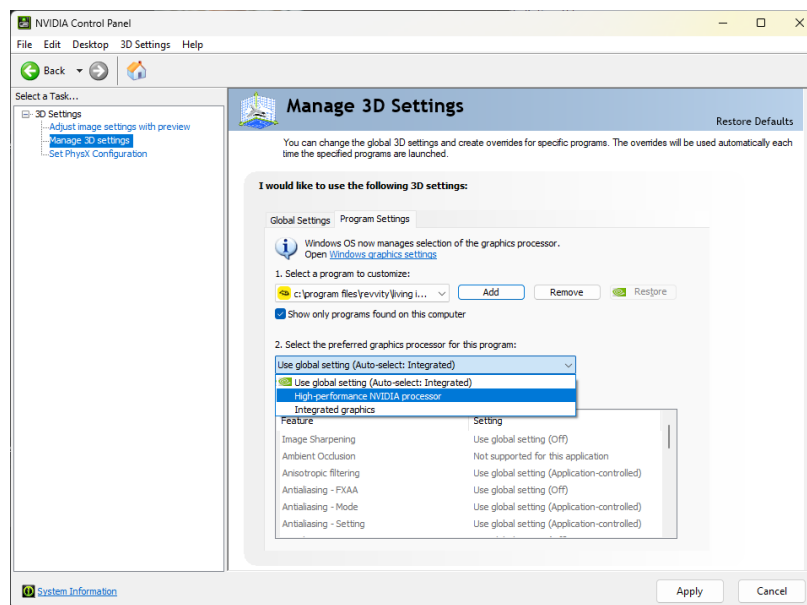 NVIDIA Control Panel
File Edit Desktop 3D Settings Help
Back
Select a Task...
3D Settings
Adjust image settings with preview
Manage 3D settings
Set PhysX Configuration
Manage 3D Settings
Restore Defaults
You can change the global 3D settings and create overrides for specific programs. The overrides will be used automatically each
time the specified programs are launched.
I would like to use the following 3D settings:
Global Settings Program Settings
Windows OS now manages selection of the graphics processor.
Open Windows graphics settings
1. Select a program to customize:
c:\program files\revvity\living i... Add Remove Restore
Show only programs found on this computer
2. Select the preferred graphics processor for this program:
Use global setting (Auto-select: Integrated)
Use global setting (Auto-select: Integrated)
High-performance NVIDIA processor
Integrated graphics
Feature Setting
Image Sharpening Use global setting (Off)
Ambient Occlusion Not supported for this application
Anisotropic filtering Use global setting (Application-controlled)
Antialiasing - FXAA Use global setting (Off)
Antialiasing - Mode Use global setting (Application-controlled)
Antialiasing - Setting Use global setting (Application-controlled)
System Information
Apply Cancel